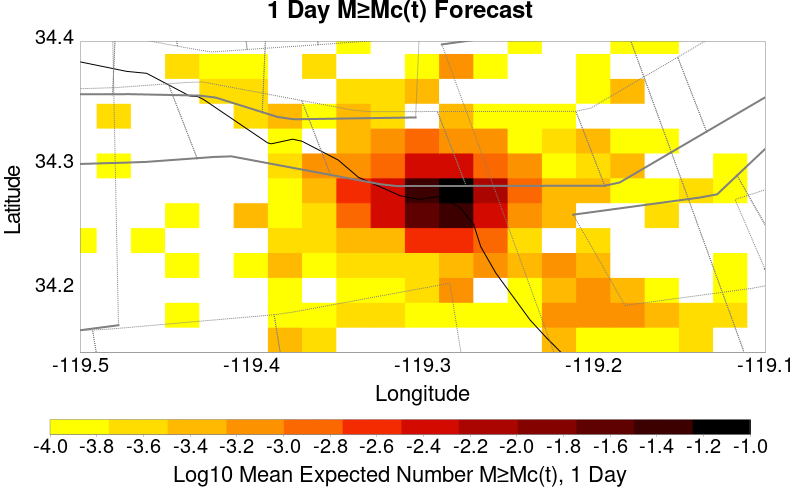 1 Day M≥Mc(t) Forecast
34.4
34.3
34.2
Latitude
-119.5 -119.4 -119.3 -119.2 -119.1
Longitude
-4.0 -3.8 -3.6 -3.4 -3.2 -3.0 -2.8 -2.6 -2.4 -2.2 -2.0 -1.8 -1.6 -1.4 -1.2 -1.0
Log10 Mean Expected Number M≥Mc(t), 1 Day